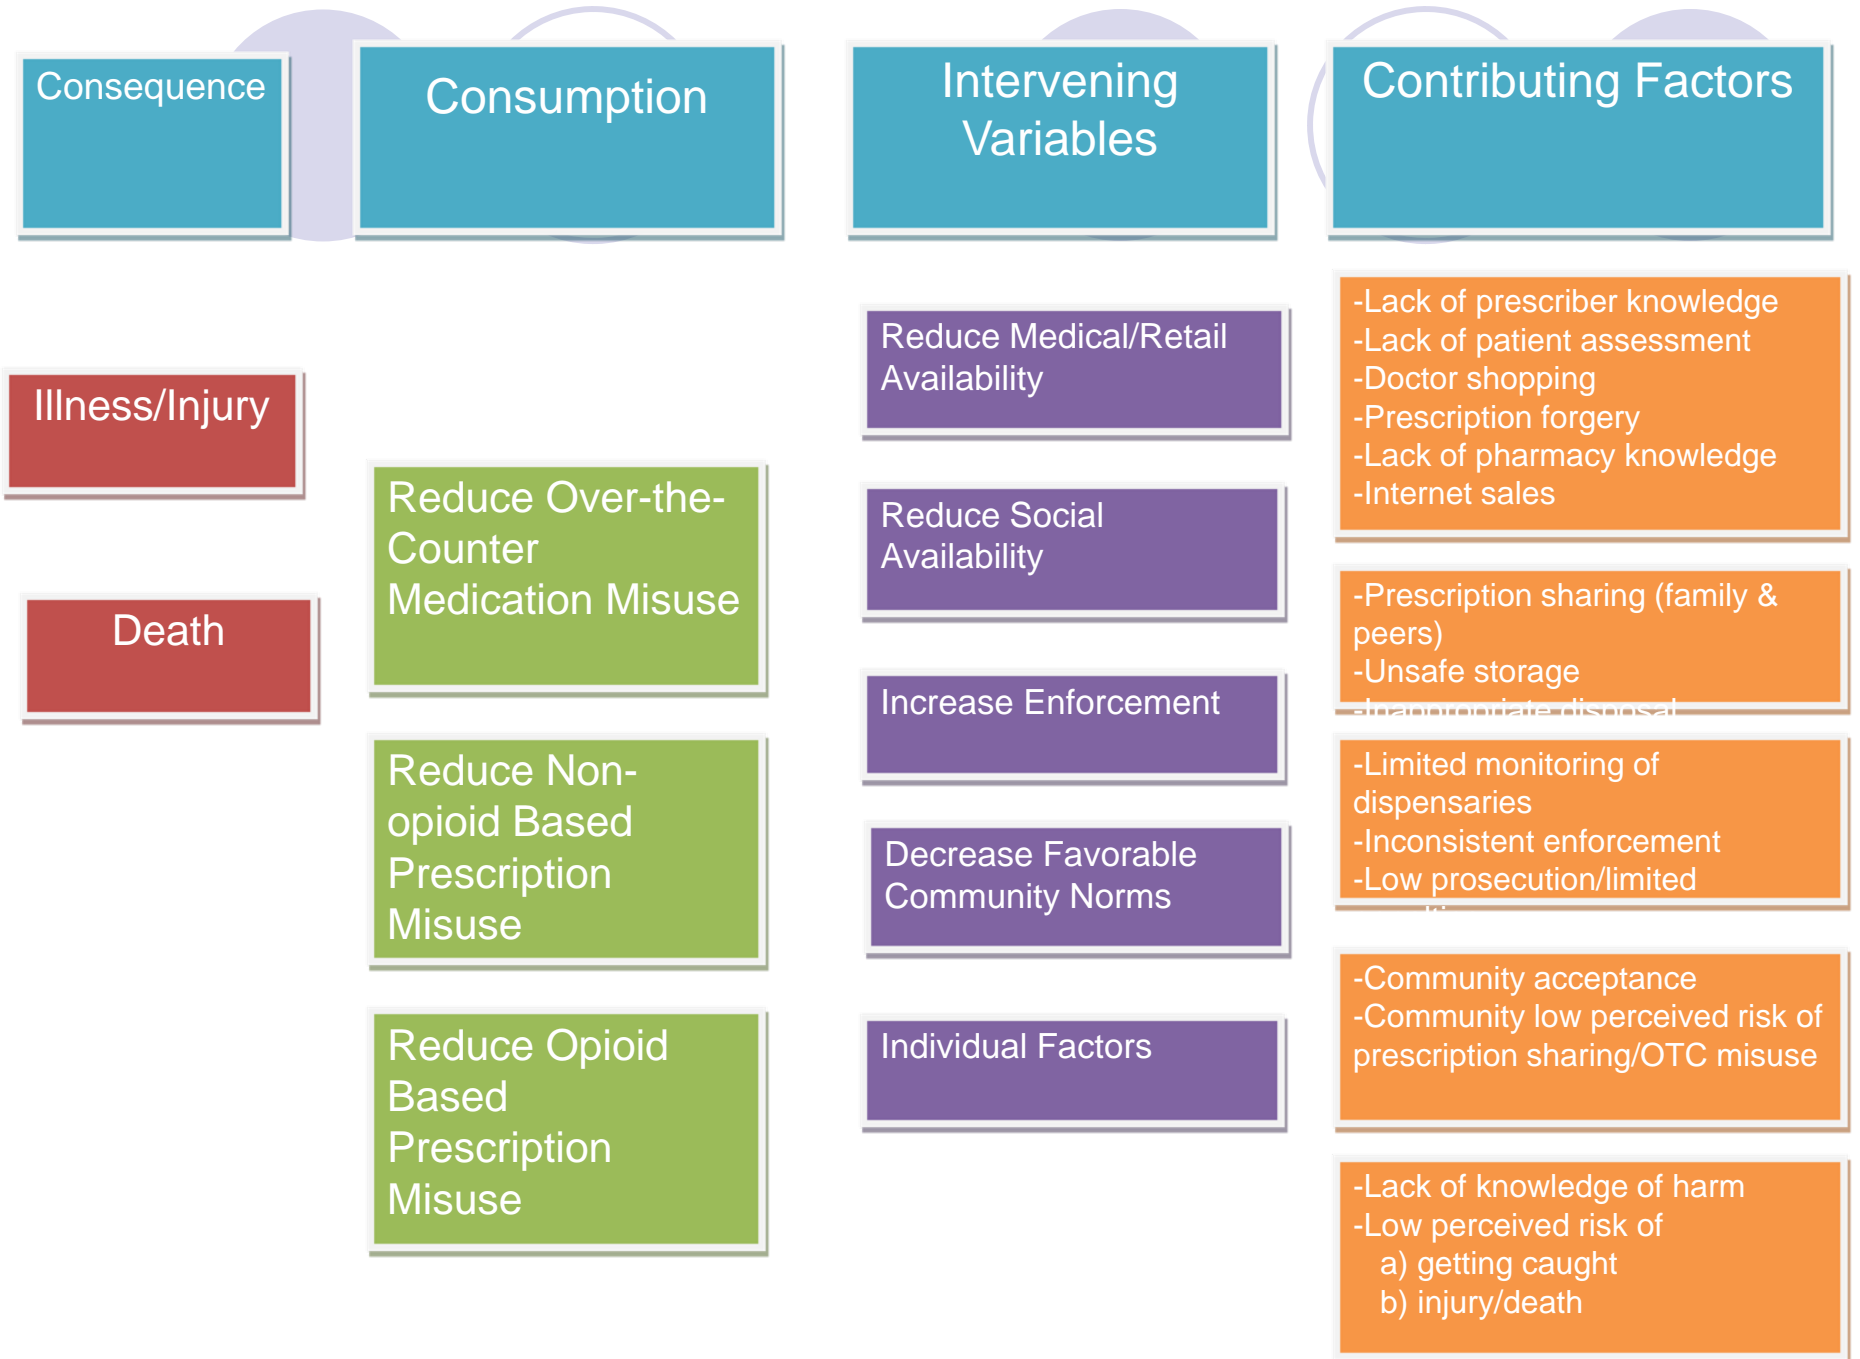 Consequence
Consumption
Intervening
Variables
Contributing Factors
Illness/Injury
Death
Reduce Over-the-
Counter
Medication Misuse
Reduce Non-
opioid Based
Prescription
Misuse
Reduce Opioid
Based
Prescription
Misuse
Reduce Medical/Retail
Availability
Reduce Social
Availability
Increase Enforcement
Decrease Favorable
Community Norms
Individual Factors
-Lack of prescriber knowledge
-Lack of patient assessment
-Doctor shopping
-Prescription forgery
-Lack of pharmacy knowledge
-Internet sales
-Prescription sharing (family &
peers)
-Unsafe storage
-Inappropriate disposal
-Limited monitoring of
dispensaries
-Inconsistent enforcement
-Low prosecution/limited
-Community acceptance
-Community low perceived risk of
prescription sharing/OTC misuse
-Lack of knowledge of harm
-Low perceived risk of
a) getting caught
b) injury/death